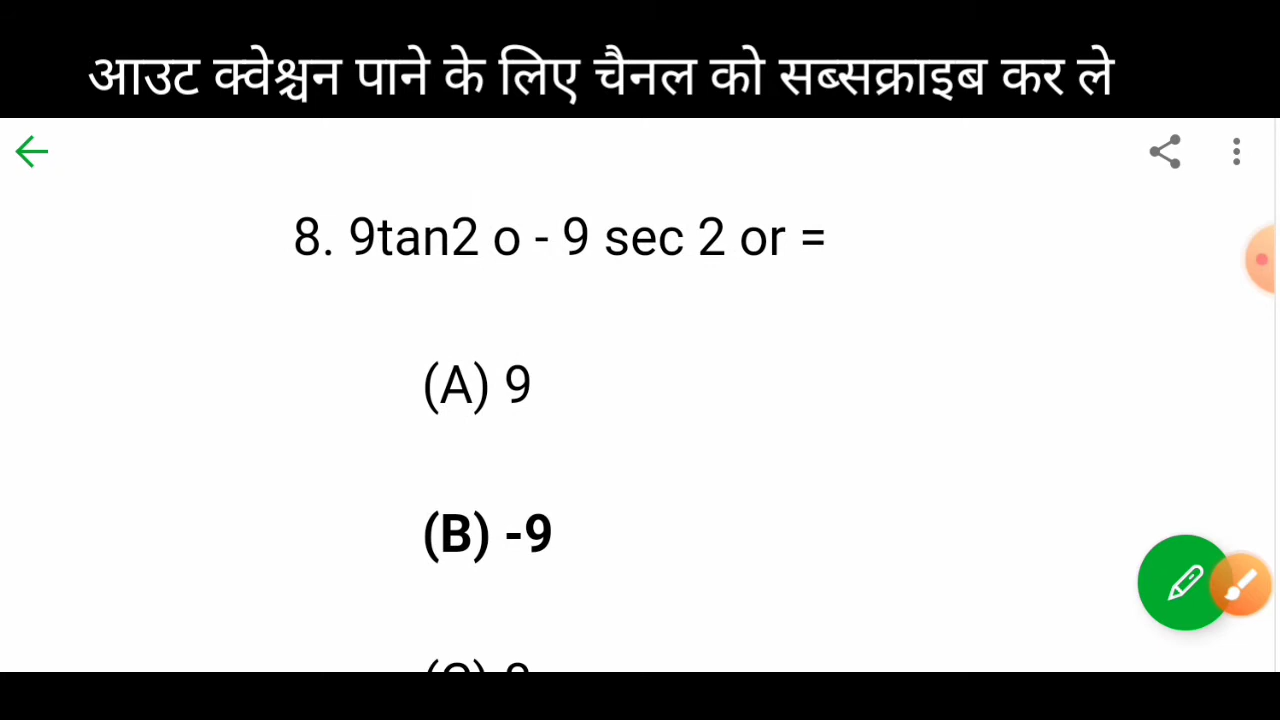 आउट क्वेश्चन पाने के लिए चैनल को सब्सक्राइब कर ले
8. 9tan2 o - 9 sec 2 or =
(A) 9
(B) -9